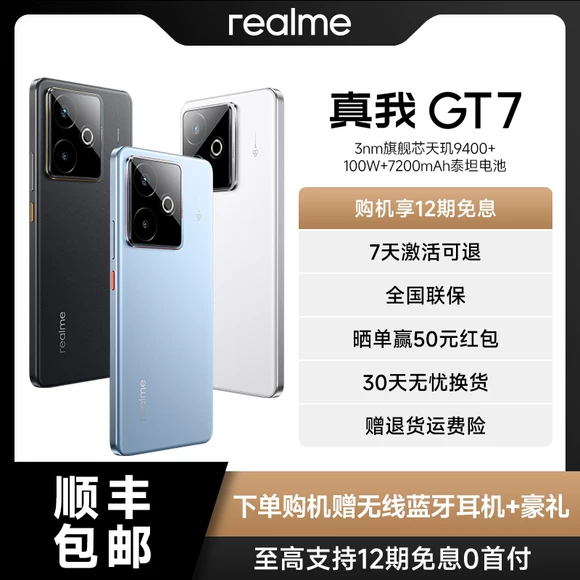 realme
真我 GT7
3nm旗舰芯天玑9400+
100W+7200mAh泰坦电池
购机享12期免息
7天激活可退
全国联保
晒单赢50元红包
30天无忧换货
赠退货运费险
realme
realme
顺丰
包邮
下单购机赠无线蓝牙耳机+豪礼
至高支持12期免息0首付